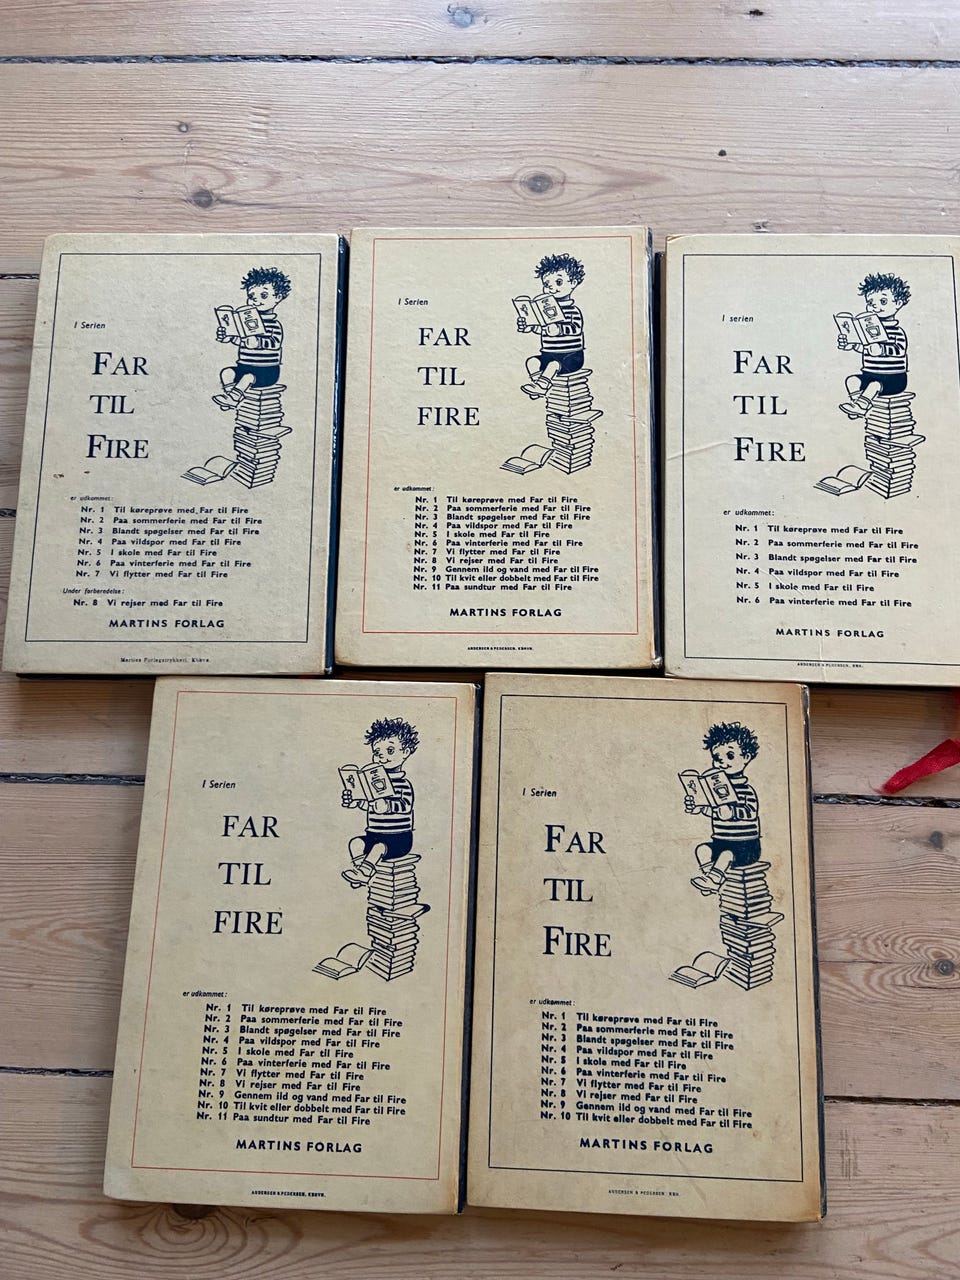 I Serien
FAR
TIL
FIRE
er udkommet:
Nr. 1 Til køreprøve med Far til Fire
Nr. 2 Paa sommerferie med Far til Fire
Nr. 3 Blandt spøgelser med Far til Fire
Nr. 4 Paa vildspor med Far til Fire
Nr. 5 I skole med Far til Fire
Nr. 6 Paa vinterferie med Far til Fire
Nr. 7 Vi flytter med Far til Fire
Under forberedelse:
Nr. 8 Vi rejser med Far til Fire
MARTINS FORLAG
Martins Forlagstrykkeri, Kbhvn.
I Serien
FAR
TIL
FIRE
er udkommet:
Nr. 1 Til køreprøve med Far til Fire
Nr. 2 Paa sommerferie med Far til Fire
Nr. 3 Blandt spøgelser med Far til Fire
Nr. 4 Paa vildspor med Far til Fire
Nr. 5 I skole med Far til Fire
Nr. 6 Paa vinterferie med Far til Fire
Nr. 7 Vi flytter med Far til Fire
Nr. 8 Vi rejser med Far til Fire
Nr. 9 Gennem ild og vand med Far til Fire
Nr. 10 Til kvit eller dobbelt med Far til Fire
Nr. 11 Paa sundtur med Far til Fire
MARTINS FORLAG
ANDERSEN & PEDERSEN, KBHVN.
I serien
FAR
TIL
FIRE
er udkommet:
Nr. 1 Til køreprøve med Far til Fire
Nr. 2 Paa sommerferie med Far til Fire
Nr. 3 Blandt spøgelser med Far til Fire
Nr. 4 Paa vildspor med Far til Fire
Nr. 5 I skole med Far til Fire
Nr. 6 Paa vinterferie med Far til Fire
MARTINS FORLAG
ANDERSEN & PEDERSEN, KBH.
I Serien
FAR
TIL
FIRE
er udkommet:
Nr. 1 Til køreprøve med Far til Fire
Nr. 2 Paa sommerferie med Far til Fire
Nr. 3 Blandt spøgelser med Far til Fire
Nr. 4 Paa vildspor med Far til Fire
Nr. 5 I skole med Far til Fire
Nr. 6 Paa vinterferie med Far til Fire
Nr. 7 Vi flytter med Far til Fire
Nr. 8 Vi rejser med Far til Fire
Nr. 9 Gennem ild og vand med Far til Fire
Nr. 10 Til kvit eller dobbelt med Far til Fire
Nr. 11 Paa sundtur med Far til Fire
MARTINS FORLAG
ANDERSEN & PEDERSEN, KBHVN.
I Serien
FAR
TIL
FIRE
er udkommet:
Nr. 1 Til køreprøve med Far til Fire
Nr. 2 Paa sommerferie med Far til Fire
Nr. 3 Blandt spøgelser med Far til Fire
Nr. 4 Paa vildspor med Far til Fire
Nr. 5 I skole med Far til Fire
Nr. 6 Paa vinterferie med Far til Fire
Nr. 7 Vi flytter med Far til Fire
Nr. 8 Vi rejser med Far til Fire
Nr. 9 Gennem ild og vand med Far til Fire
Nr. 10 Til kvit eller dobbelt med Far til Fire
MARTINS FORLAG
ANDERSEN & PEDERSEN, KBH.